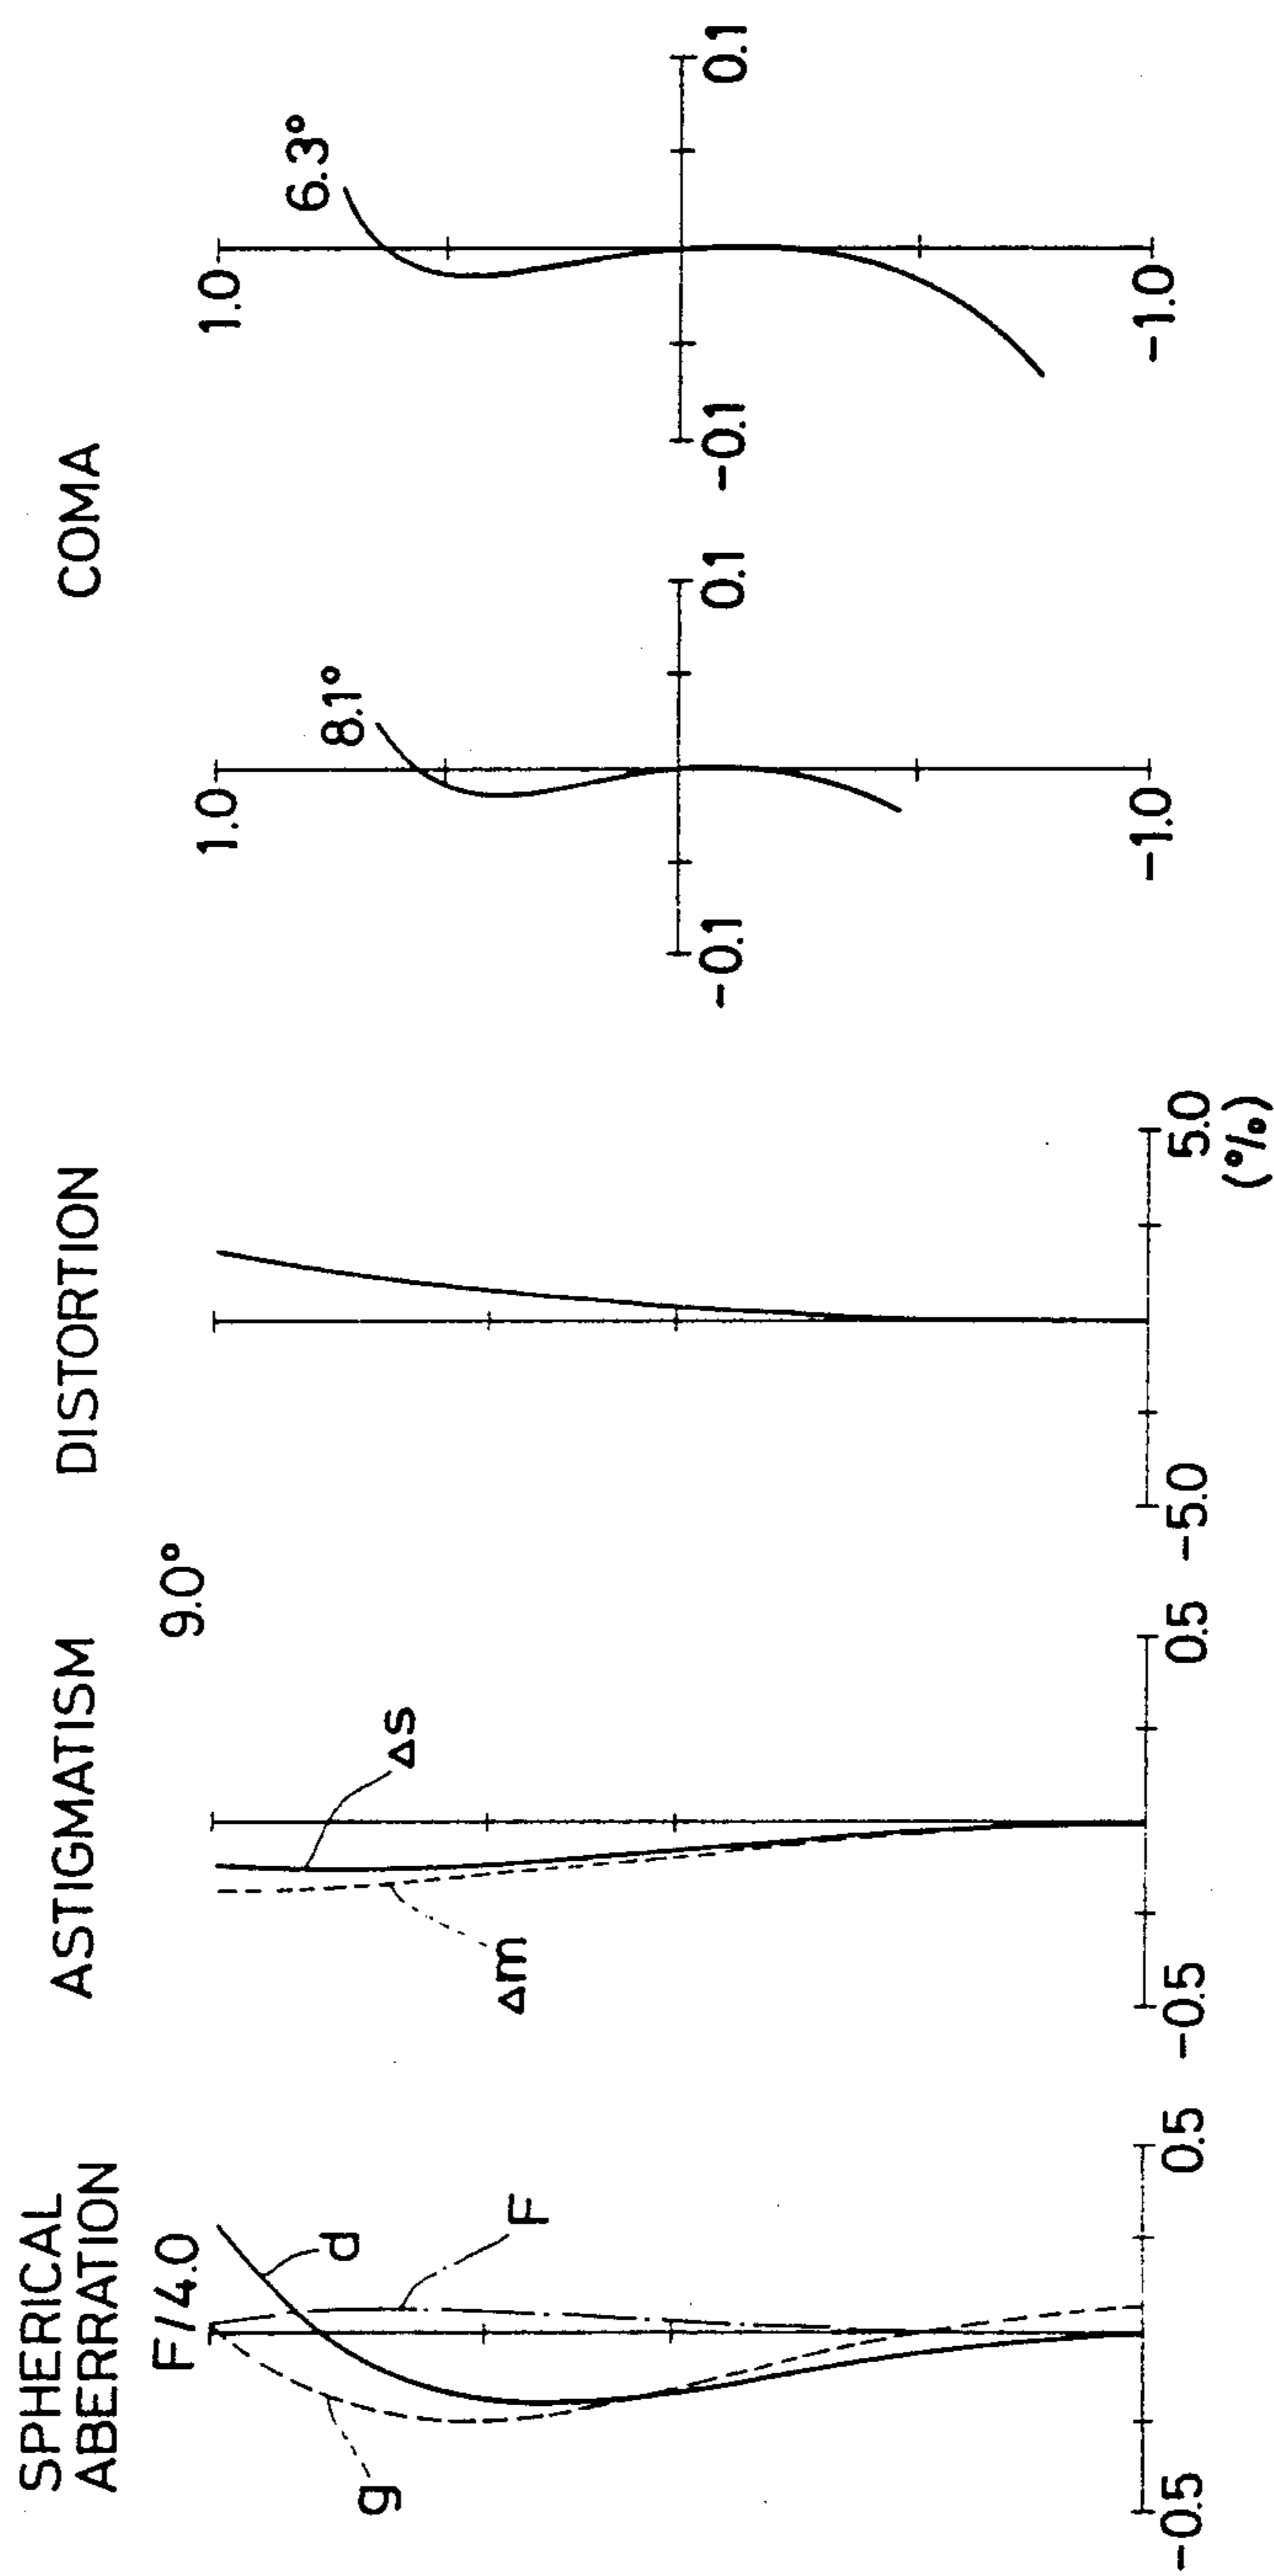 SPHERICAL
ABERRATION
F/4.0
d
F
g
-0.5
0.5
ASTIGMATISM
9.0°
Δs
Δm
-0.5
0.5
DISTORTION
-5.0
5.0
(%)
COMA
1.0
8.1°
-0.1
0.1
-1.0
1.0
6.3°
-0.1
0.1
-1.0